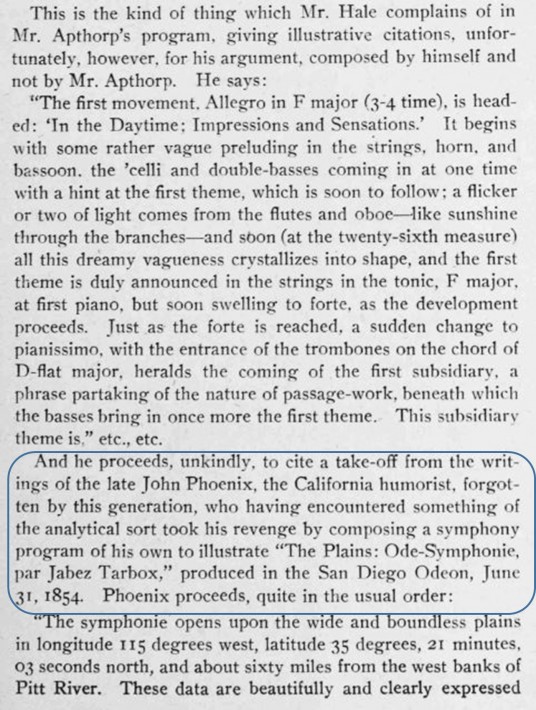 This is the kind of thing which Mr. Hale complains of in
Mr. Apthorp's program, giving illustrative citations, unfor-
tunately, however, for his argument, composed by himself and
not by Mr. Apthorp. He says:
"The first movement, Allegro in F major (3-4 time), is head-
ed: 'In the Daytime; Impressions and Sensations.' It begins
with some rather vague preluding in the strings, horn, and
bassoon, the 'celli and double-basses coming in at one time
with a hint at the first theme, which is soon to follow; a flicker
or two of light comes from the flutes and oboe—like sunshine
through the branches—and soon (at the twenty-sixth measure)
all this dreamy vagueness crystallizes into shape, and the first
theme is duly announced in the strings in the tonic, F major,
at first piano, but soon swelling to forte, as the development
proceeds. Just as the forte is reached, a sudden change to
pianissimo, with the entrance of the trombones on the chord of
D-flat major, heralds the coming of the first subsidiary, a
phrase partaking of the nature of passage-work, beneath which
the basses bring in once more the first theme. This subsidiary
theme is," etc., etc.
And he proceeds, unkindly, to cite a take-off from the writ-
ings of the late John Phoenix, the California humorist, forgot-
ten by this generation, who having encountered something of
the analytical sort took his revenge by composing a symphony
program of his own to illustrate "The Plains: Ode-Symphonie,
par Jabez Tarbox," produced in the San Diego Odeon, June
31, 1854. Phoenix proceeds, quite in the usual order:
"The symphonie opens upon the wide and boundless plains
in longitude 115 degrees west, latitude 35 degrees, 21 minutes,
03 seconds north, and about sixty miles from the west banks of
Pitt River. These data are beautifully and clearly expressed